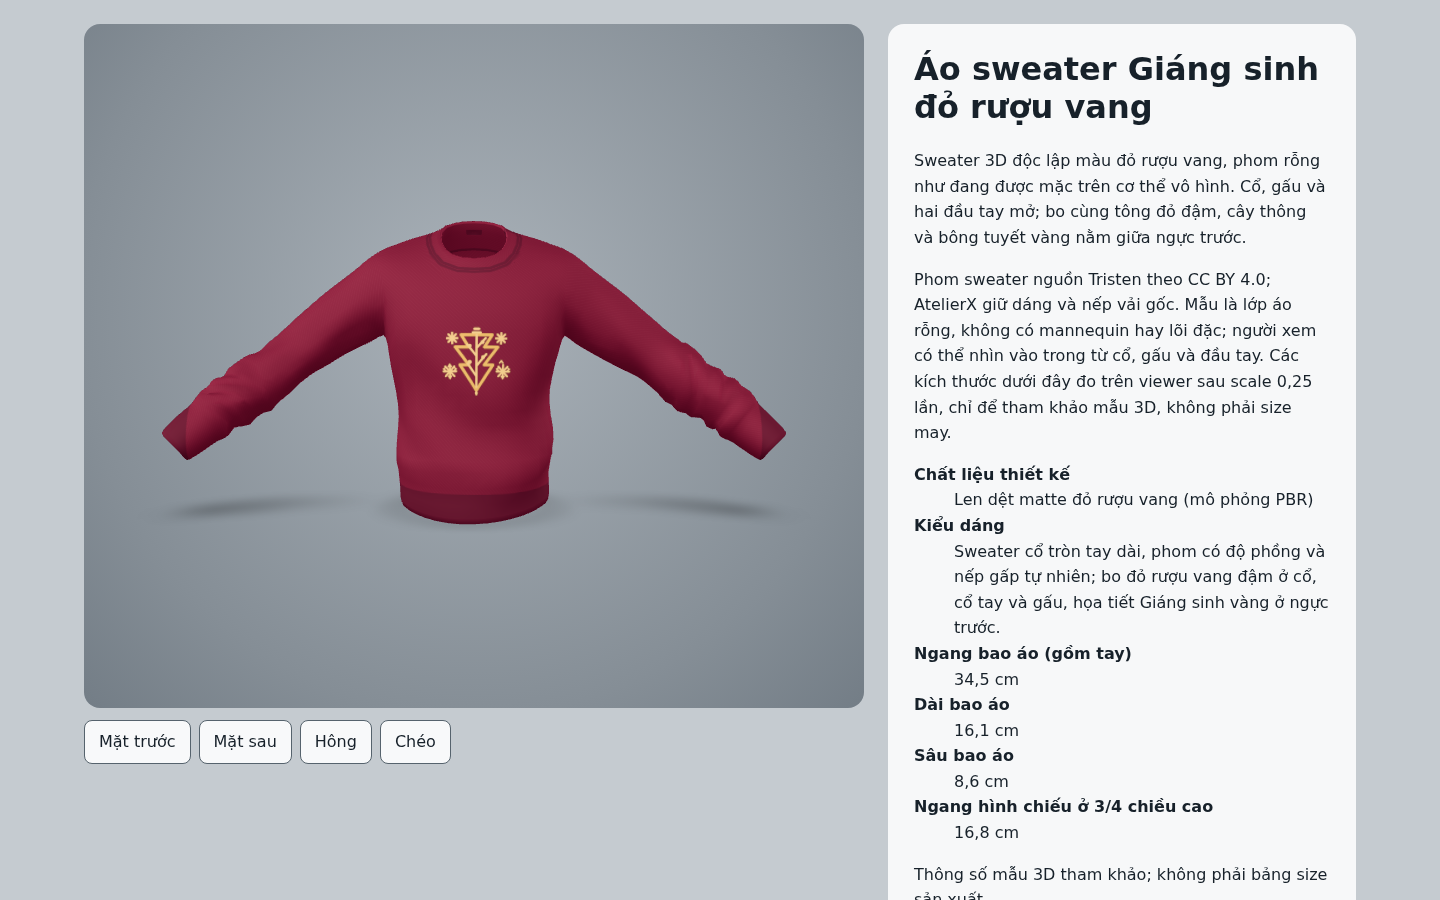 Áo sweater Giáng sinh
đỏ rượu vang
Sweater 3D độc lập màu đỏ rượu vang, phom rỗng
như đang được mặc trên cơ thể vô hình. Cổ, gấu và
hai đầu tay mở; bo cùng tông đỏ đậm, cây thông
và bông tuyết vàng nằm giữa ngực trước.
Phom sweater nguồn Tristen theo CC BY 4.0;
AtelierX giữ dáng và nếp vải gốc. Mẫu là lớp áo
rỗng, không có mannequin hay lõi đặc; người xem
có thể nhìn vào trong từ cổ, gấu và đầu tay. Các
kích thước dưới đây đo trên viewer sau scale 0,25
lần, chỉ để tham khảo mẫu 3D, không phải size
may.
Chất liệu thiết kế
Len dệt matte đỏ rượu vang (mô phỏng PBR)
Kiểu dáng
Sweater cổ tròn tay dài, phom có độ phồng và
nếp gấp tự nhiên; bo đỏ rượu vang đậm ở cổ,
cổ tay và gấu, họa tiết Giáng sinh vàng ở ngực
trước.
Ngang bao áo (gồm tay)
34,5 cm
Dài bao áo
16,1 cm
Sâu bao áo
8,6 cm
Ngang hình chiếu ở 3/4 chiều cao
16,8 cm
Thông số mẫu 3D tham khảo; không phải bảng size
sản xuất.
Mặt trước
Mặt sau
Hông
Chéo